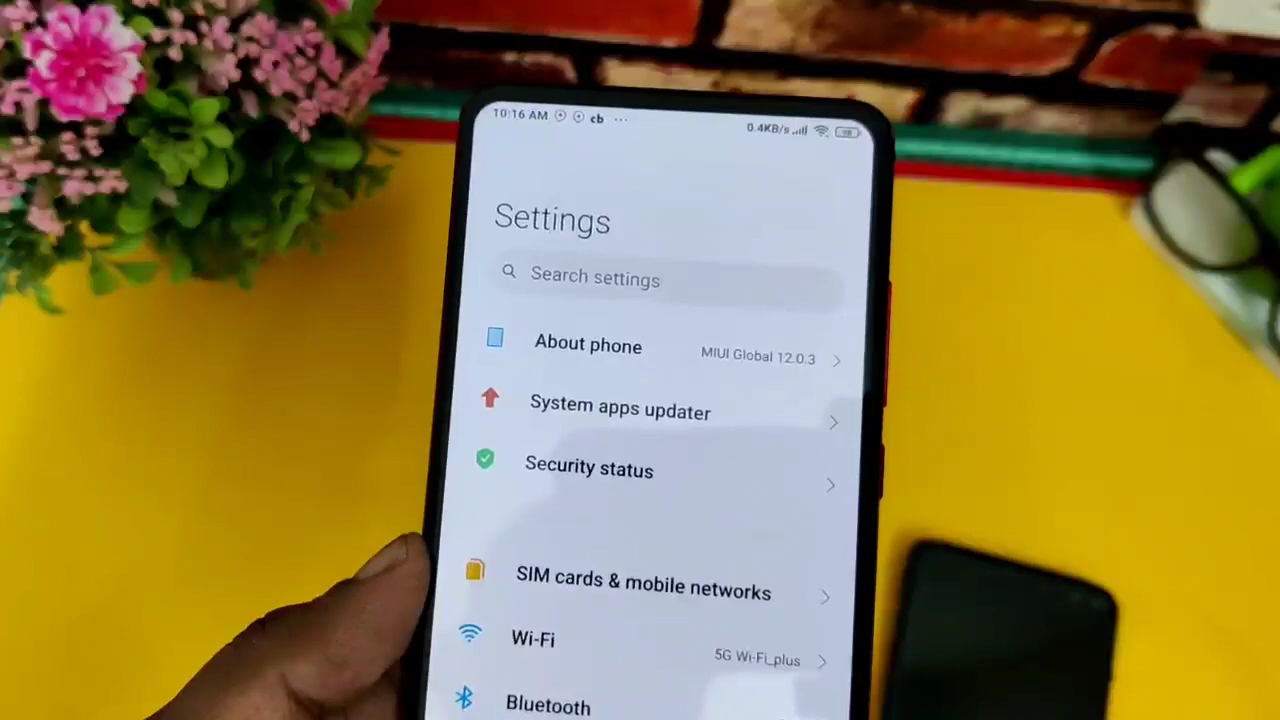 10:16 AM cb ... 0.4KB/s
Settings
Search settings
About phone MIUI Global 12.0.3
System apps updater
Security status
SIM cards & mobile networks
Wi-Fi 5G Wi-Fi_plus
Bluetooth